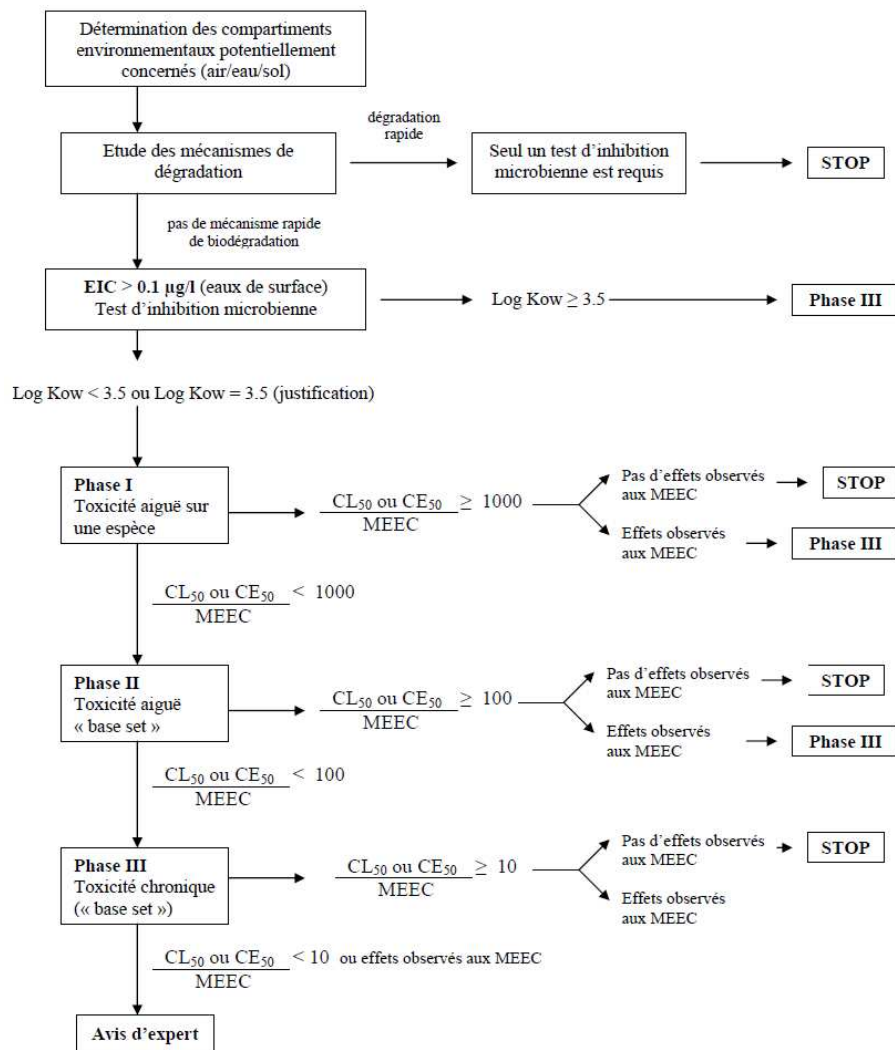 Détermination des compartiments
environnementaux potentiellement
concernés (air/eau/sol)
Etude des mécanismes de
dégradation
dégradation
rapide
Seul un test d'inhibition
microbienne est requis
STOP
pas de mécanisme rapide
de biodégradation
EIC > 0.1 µg/l (eaux de surface)
Test d'inhibition microbienne
Log Kow ≥ 3.5
Phase III
Log Kow < 3.5 ou Log Kow = 3.5 (justification)
Phase I
Toxicité aiguë sur
une espèce
CL50 ou CE50 ≥ 1000
MEEC
Pas d'effets observés
aux MEEC
STOP
Effets observés
aux MEEC
Phase III
CL50 ou CE50 < 1000
MEEC
Phase II
Toxicité aiguë
« base set »
CL50 ou CE50 ≥ 100
MEEC
Pas d'effets observés
aux MEEC
STOP
Effets observés
aux MEEC
Phase III
CL50 ou CE50 < 100
MEEC
Phase III
Toxicité chronique
(« base set »)
CL50 ou CE50 ≥ 10
MEEC
Pas d'effets observés
aux MEEC
STOP
Effets observés
aux MEEC
CL50 ou CE50 < 10 ou effets observés aux MEEC
MEEC
Avis d'expert